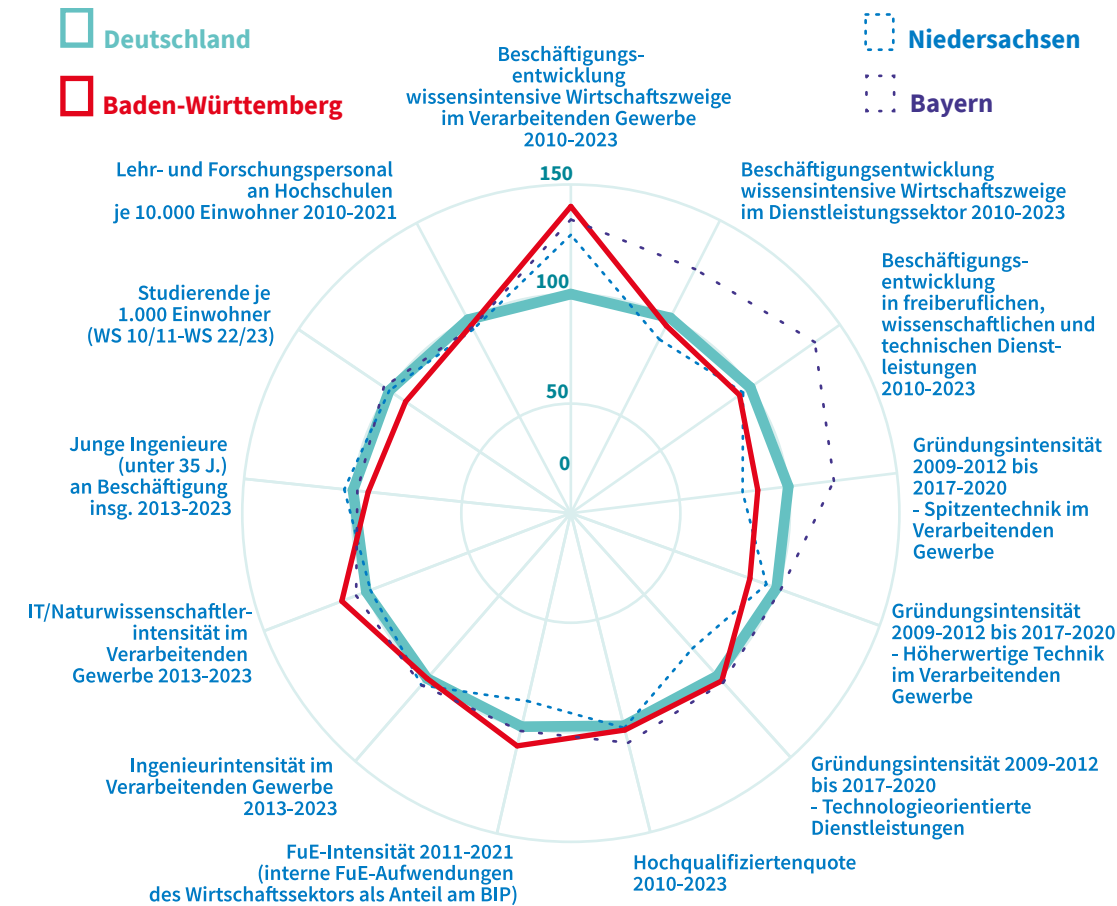 Deutschland
Baden-Württemberg
Niedersachsen
Bayern
Beschäftigungs-
entwicklung
wissensintensive Wirtschaftszweige
im Verarbeitenden Gewerbe
2010-2023
Beschäftigungsentwicklung
wissensintensive Wirtschaftszweige
im Dienstleistungssektor 2010-2023
Beschäftigungs-
entwicklung
in freiberuflichen,
wissenschaftlichen und
technischen Dienst-
leistungen
2010-2023
Gründungsintensität
2009-2012 bis
2017-2020
- Spitzentechnik im
Verarbeitenden
Gewerbe
Gründungsintensität
2009-2012 bis 2017-2020
- Höherwertige Technik
im Verarbeitenden
Gewerbe
Gründungsintensität 2009-2012
bis 2017-2020
- Technologieorientierte
Dienstleistungen
Hochqualifiziertenquote
2010-2023
FuE-Intensität 2011-2021
(interne FuE-Aufwendungen
des Wirtschaftssektors als Anteil am BIP)
Ingenieurintensität im
Verarbeitenden Gewerbe
2013-2023
IT/Naturwissenschaftler-
intensität im
Verarbeitenden
Gewerbe 2013-2023
Junge Ingenieure
(unter 35 J.)
an Beschäftigung
insg. 2013-2023
Studierende je
1.000 Einwohner
(WS 10/11-WS 22/23)
Lehr- und Forschungspersonal
an Hochschulen
je 10.000 Einwohner 2010-2021
150
100
50
0